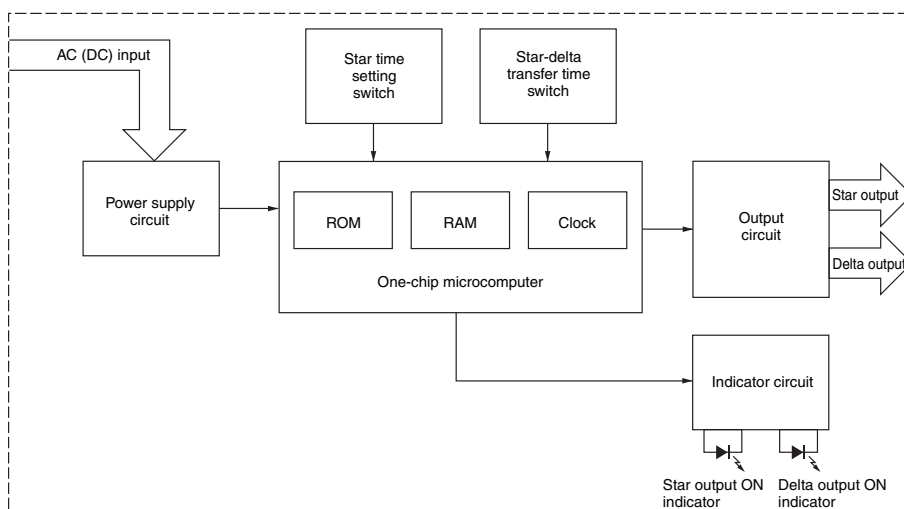 AC (DC) input
Star time
setting
switch
Star-delta
transfer time
switch
Power supply
circuit
ROM
RAM
Clock
One-chip microcomputer
Output
circuit
Star output
Delta output
Indicator circuit
Star output ON
indicator
Delta output ON
indicator